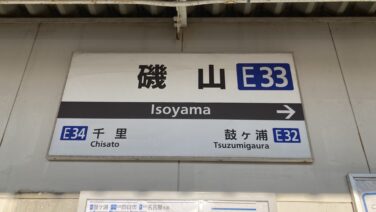 磯山 E33
Isoyama
E34 千里 鼓ヶ浦 E32
Chisato Tsuzumigaura